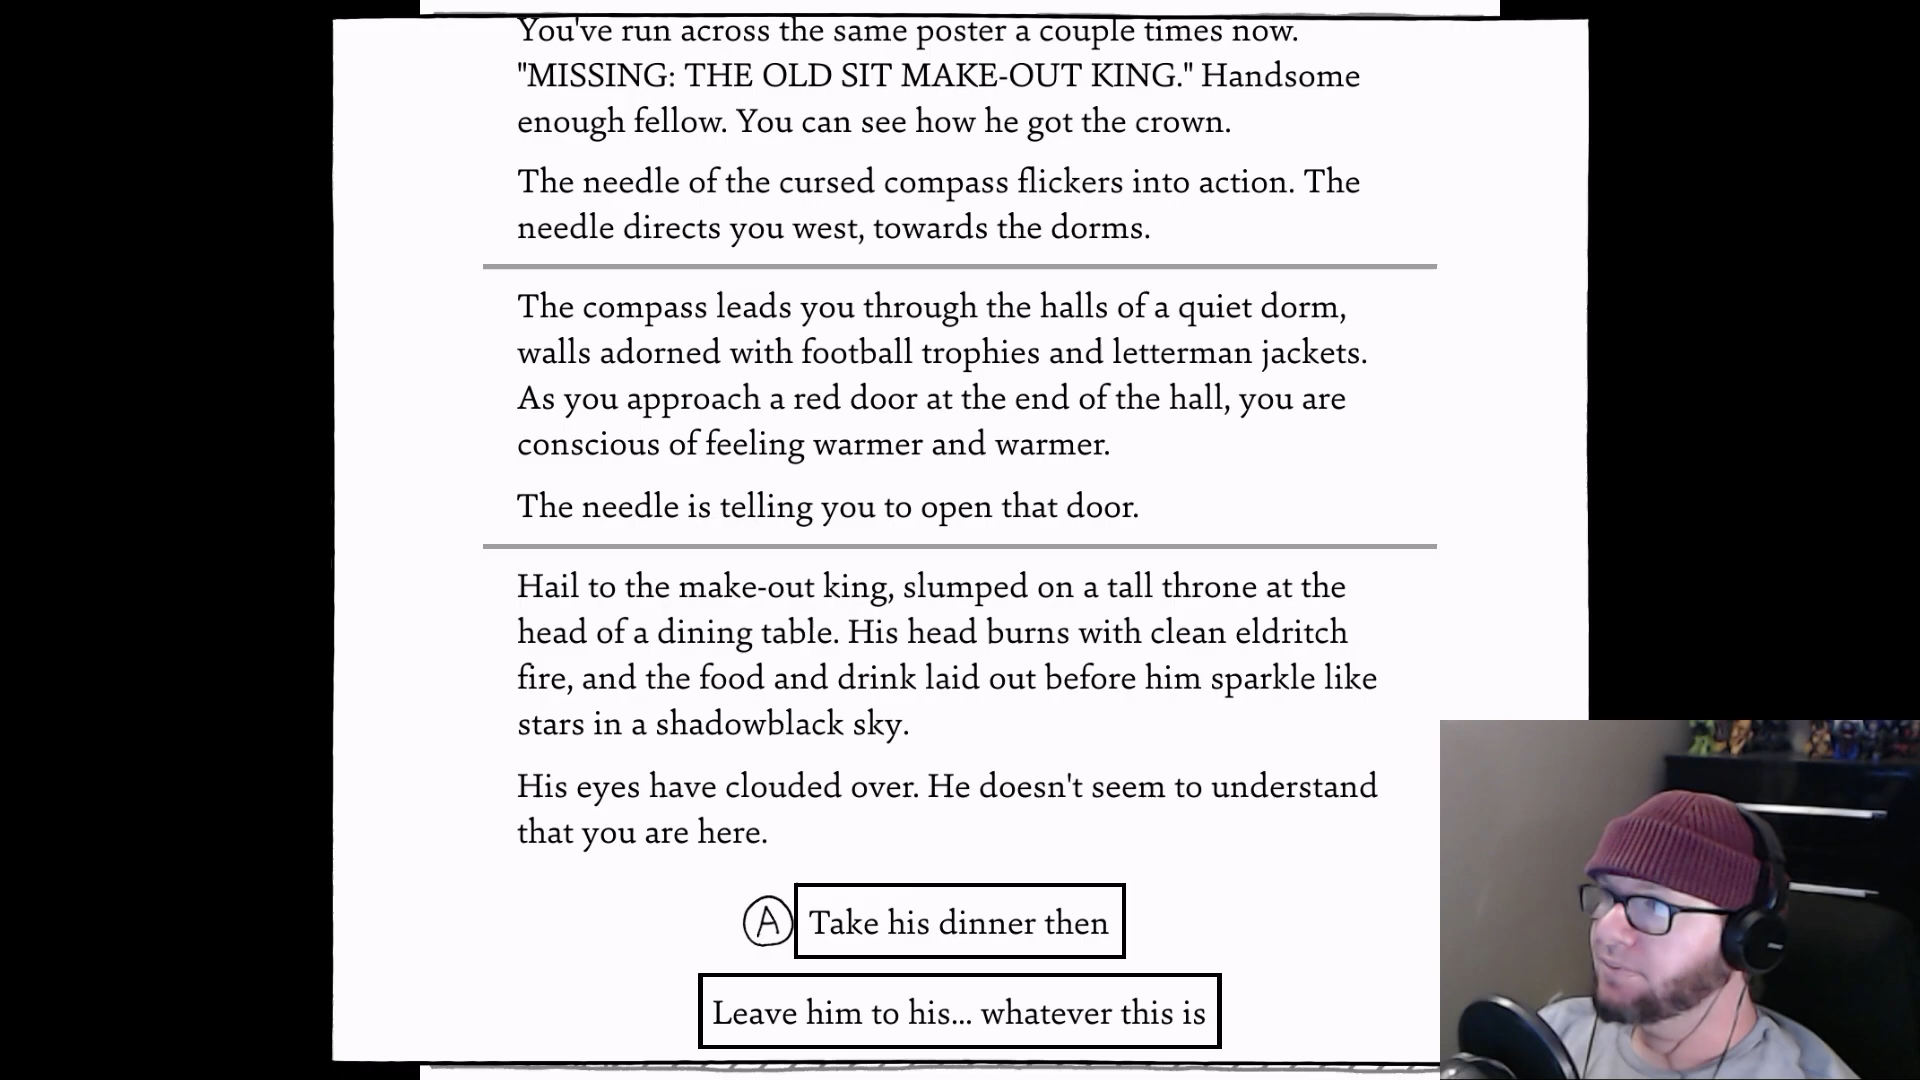 You've run across the same poster a couple times now.
"MISSING: THE OLD SIT MAKE-OUT KING." Handsome
enough fellow. You can see how he got the crown.
The needle of the cursed compass flickers into action. The
needle directs you west, towards the dorms.
The compass leads you through the halls of a quiet dorm,
walls adorned with football trophies and letterman jackets.
As you approach a red door at the end of the hall, you are
conscious of feeling warmer and warmer.
The needle is telling you to open that door.
Hail to the make-out king, slumped on a tall throne at the
head of a dining table. His head burns with clean eldritch
fire, and the food and drink laid out before him sparkle like
stars in a shadowblack sky.
His eyes have clouded over. He doesn't seem to understand
that you are here.
A Take his dinner then
Leave him to his... whatever this is